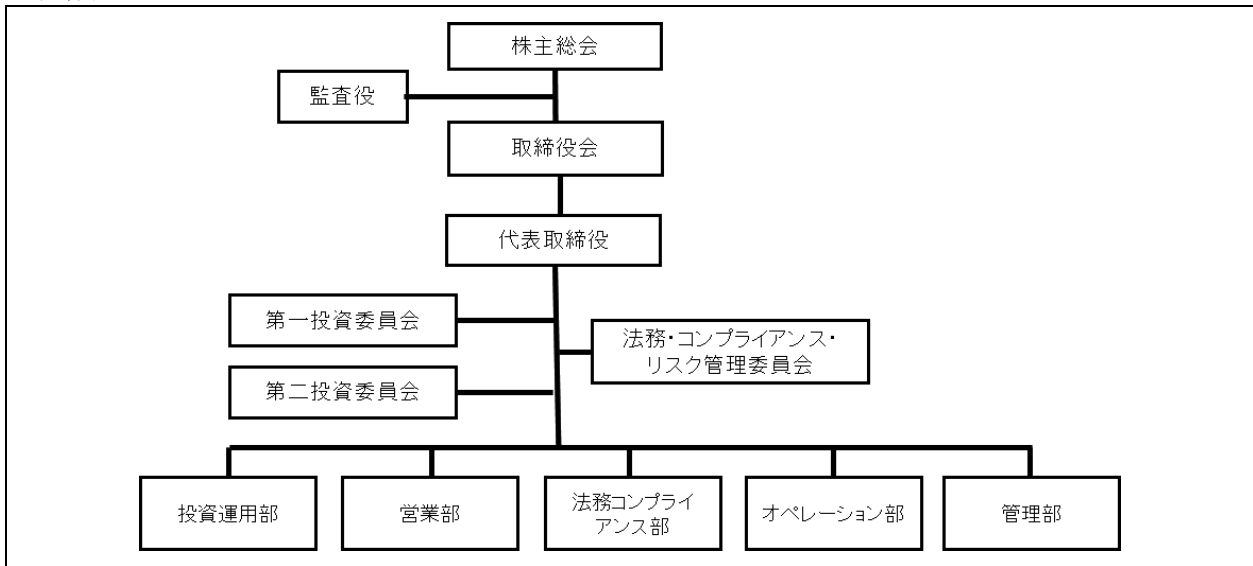 株主総会
監査役
取締役会
代表取締役
第一投資委員会
法務・コンプライアンス・
リスク管理委員会
第二投資委員会
投資運用部
営業部
法務コンプライ
アンス部
オペレーション部
管理部